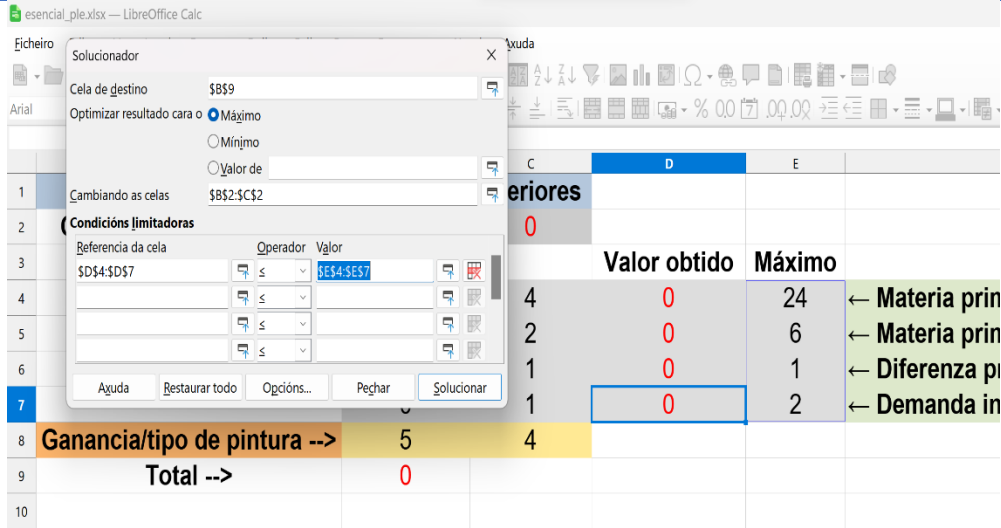 esencial_ple.xlsx — LibreOffice Calc
Ficheiro
Axuda
Arial
Solucionador
Cela de destino $B$9
Optimizar resultado cara o Máximo
Mínimo
Valor de
Cambiando as celas $B$2:$C$2
Condicións limitadoras
Referencia da cela Operador Valor
$D$4:$D$7 ≤ $E$4:$E$7
≤
≤
≤
Axuda Restaurar todo Opcións... Pechar Solucionar
C D E
1 eriores
2 0
3 Valor obtido Máximo
4 4 0 24 ← Materia prin
5 2 0 6 ← Materia prin
6 1 0 1 ← Diferenza pr
7 0 1 0 2 ← Demanda in
8 Ganancia/tipo de pintura --> 5 4
9 Total --> 0
10